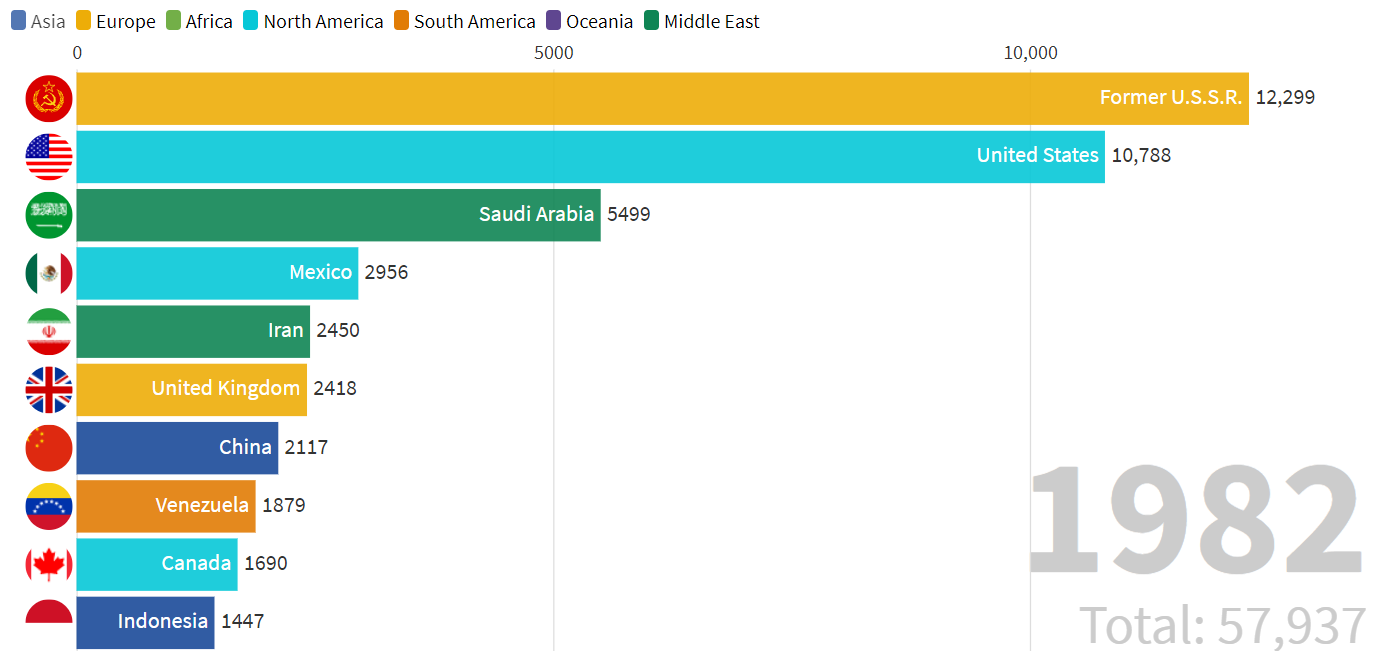 Asia Europe Africa North America South America Oceania Middle East
0 5000 10,000
Former U.S.S.R. 12,299
United States 10,788
Saudi Arabia 5499
Mexico 2956
Iran 2450
United Kingdom 2418
China 2117
Venezuela 1879
Canada 1690
Indonesia 1447
1982
Total: 57,937